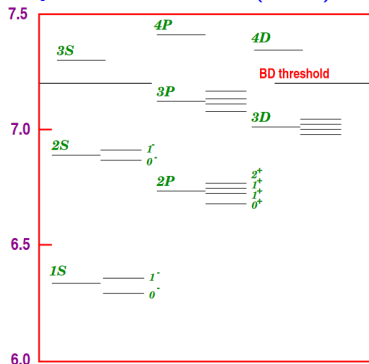 7.5
4P
4D
3S
BD threshold
3P
7.0
3D
2S
1-
0-
2P
2+
1+
1+
0+
6.5
1S
1-
0-
6.0